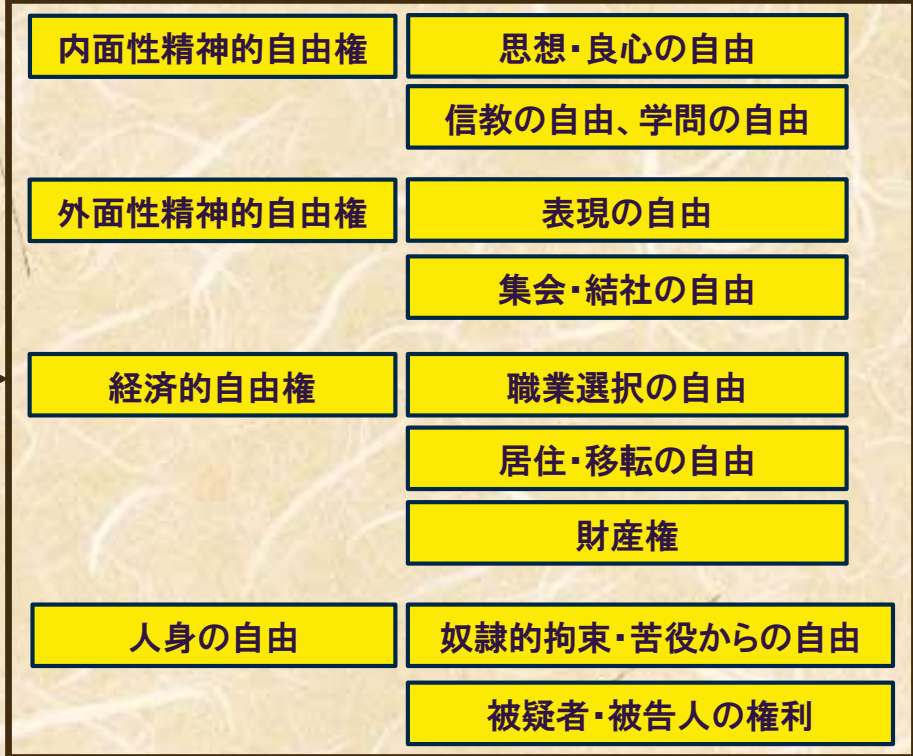 内面性精神的自由権
思想・良心の自由
信教の自由、学問の自由
外面性精神的自由権
表現の自由
集会・結社の自由
経済的自由権
職業選択の自由
居住・移転の自由
財産権
人身の自由
奴隷的拘束・苦役からの自由
被疑者・被告人の権利